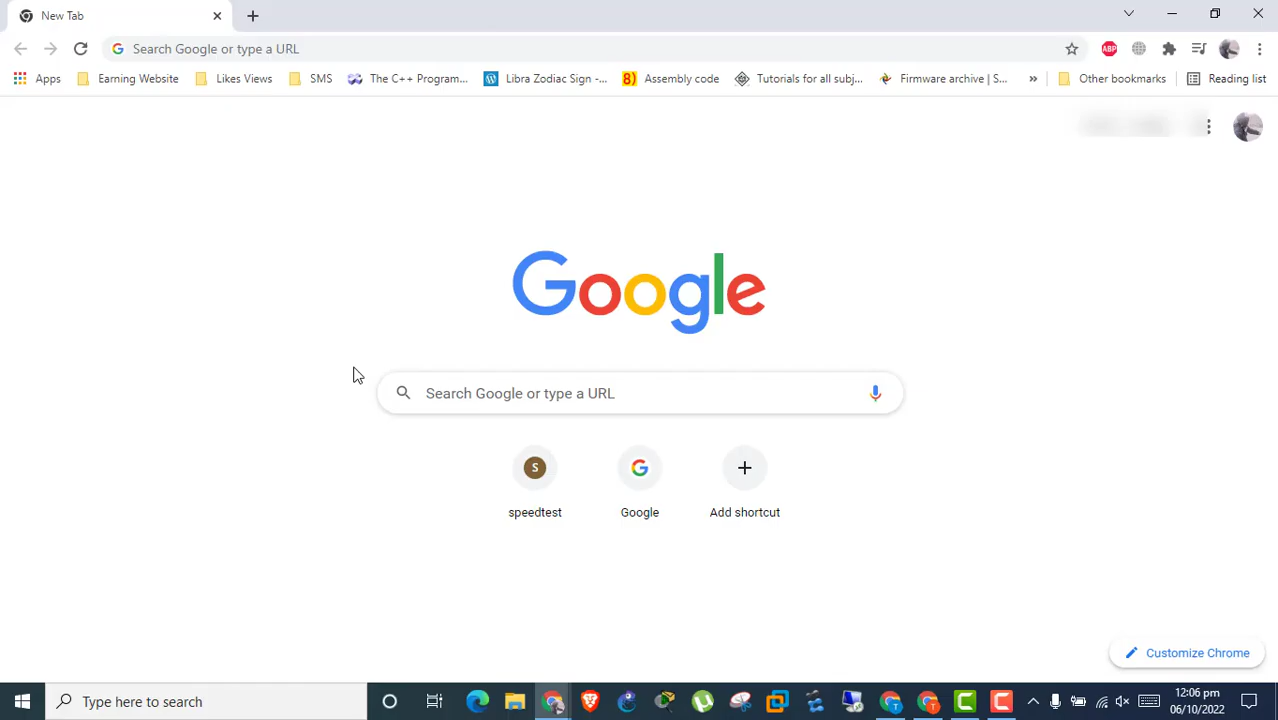 New Tab
Search Google or type a URL
ABP
Apps Earning Website Likes Views SMS The C++ Program... Libra Zodiac Sign -... 8) Assembly code Tutorials for all subj... Firmware archive | S... » Other bookmarks Reading list
Google
Search Google or type a URL
S
speedtest Google Add shortcut
Customize Chrome
Type here to search
12:06 pm
06/10/2022